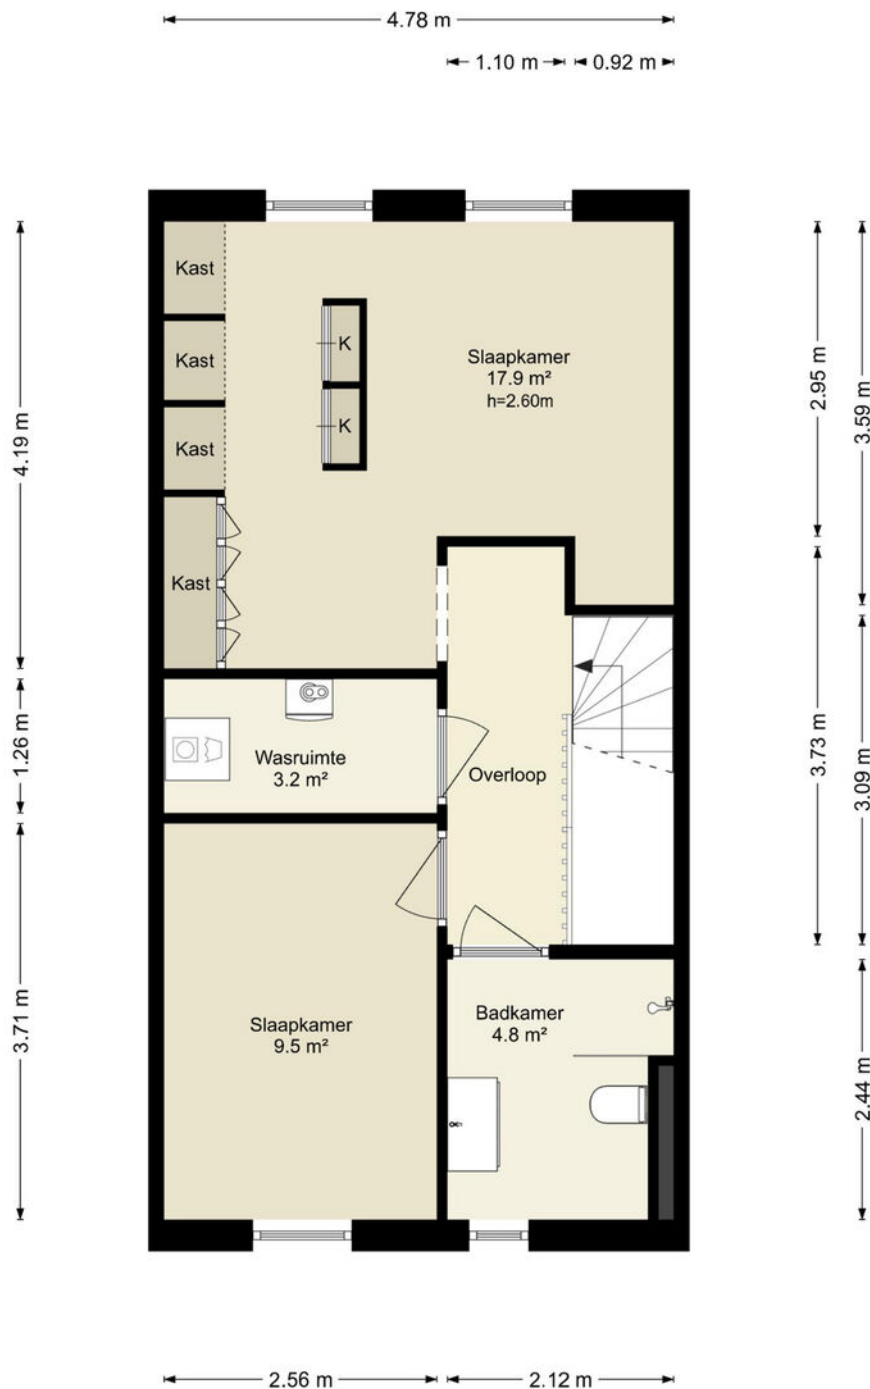 4.78 m
1.10 m
0.92 m
Kast
Kast
Kast
Kast
K
K
Slaapkamer
17.9 m²
h=2.60m
4.19 m
2.95 m
3.59 m
1.26 m
Wasruimte
3.2 m²
Overloop
3.73 m
3.09 m
3.71 m
Slaapkamer
9.5 m²
Badkamer
4.8 m²
2.44 m
2.56 m
2.12 m